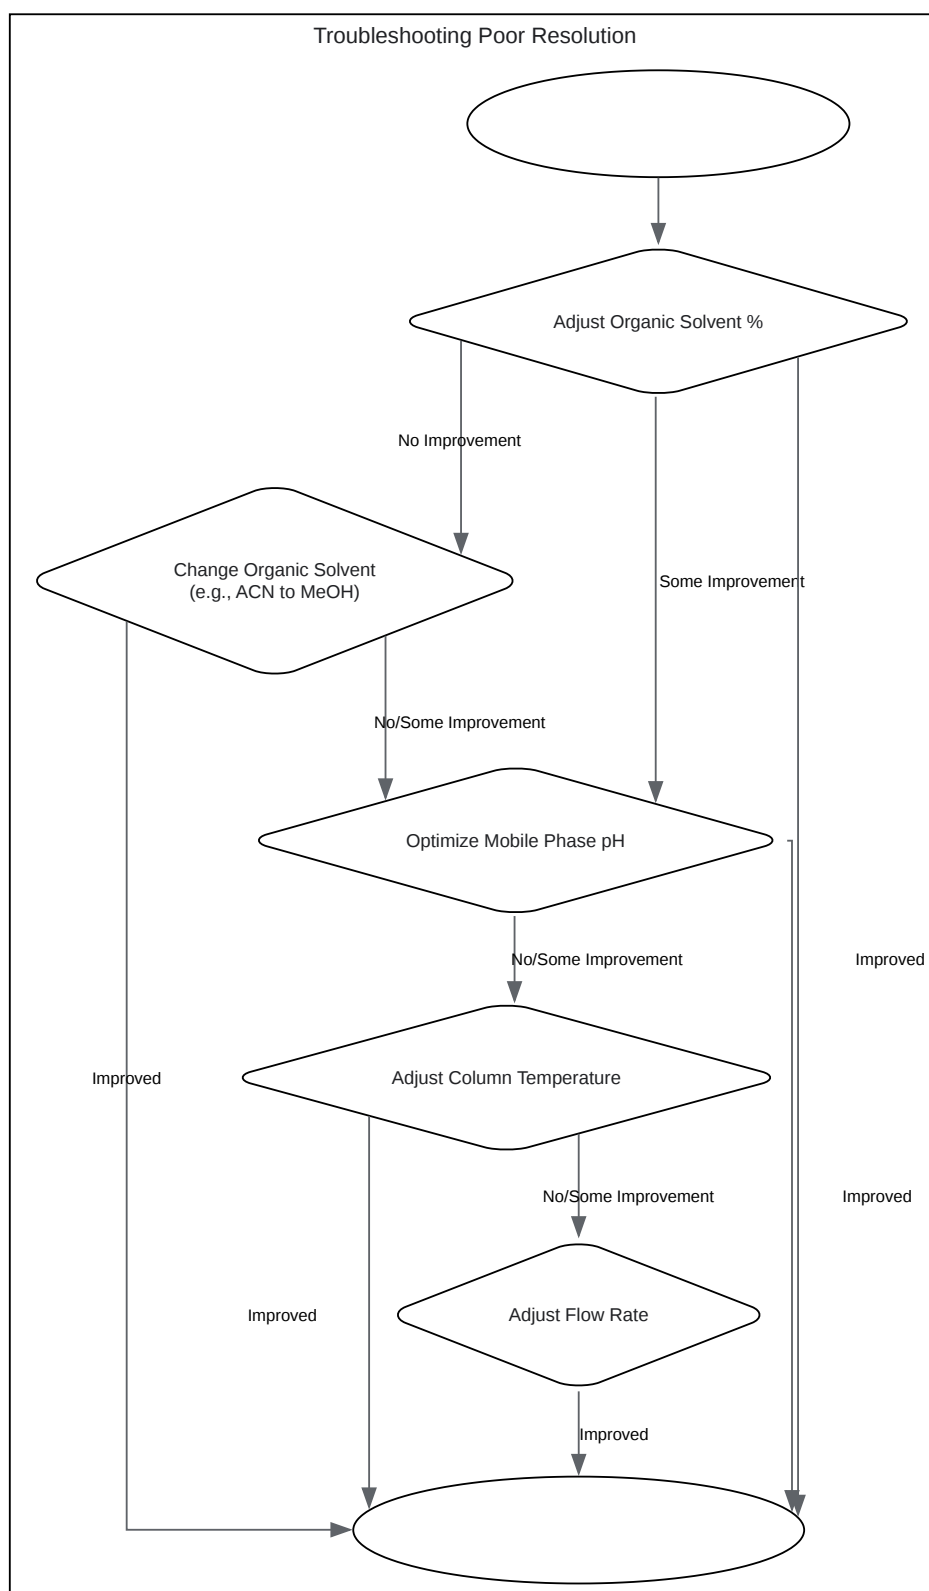 Troubleshooting Poor Resolution
Adjust Organic Solvent %
No Improvement
Change Organic Solvent
(e.g., ACN to MeOH)
Some Improvement
No/Some Improvement
Optimize Mobile Phase pH
No/Some Improvement
Improved
Improved
Adjust Column Temperature
No/Some Improvement
Improved
Improved
Adjust Flow Rate
Improved